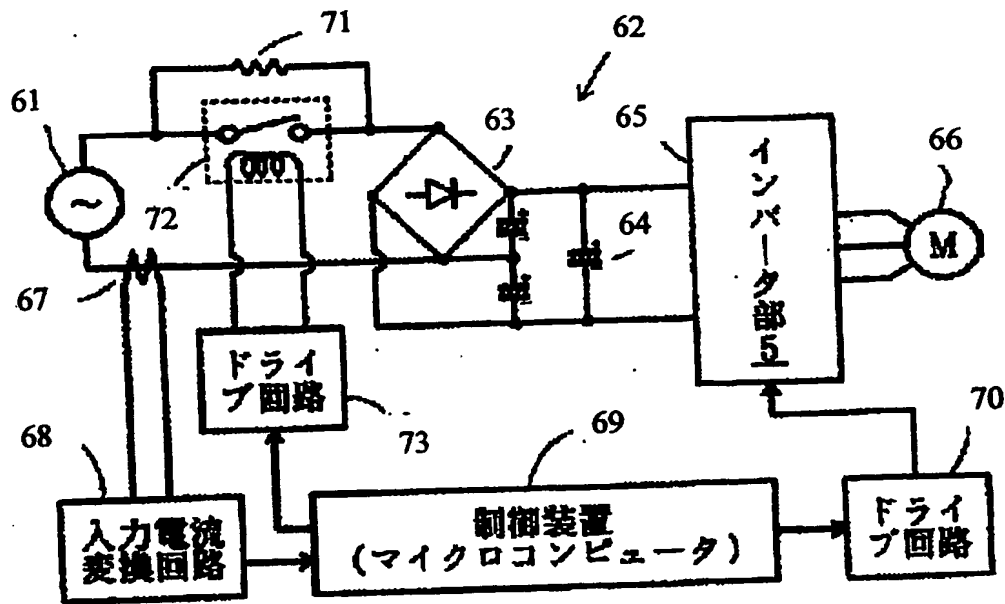 71
62
61
63
65
66
インバータ部
5
72
64
M
67
ドライ
ブ回路
68
73
69
70
入力電流
変換回路
制御装置
(マイクロコンピュータ)
ドライ
ブ回路